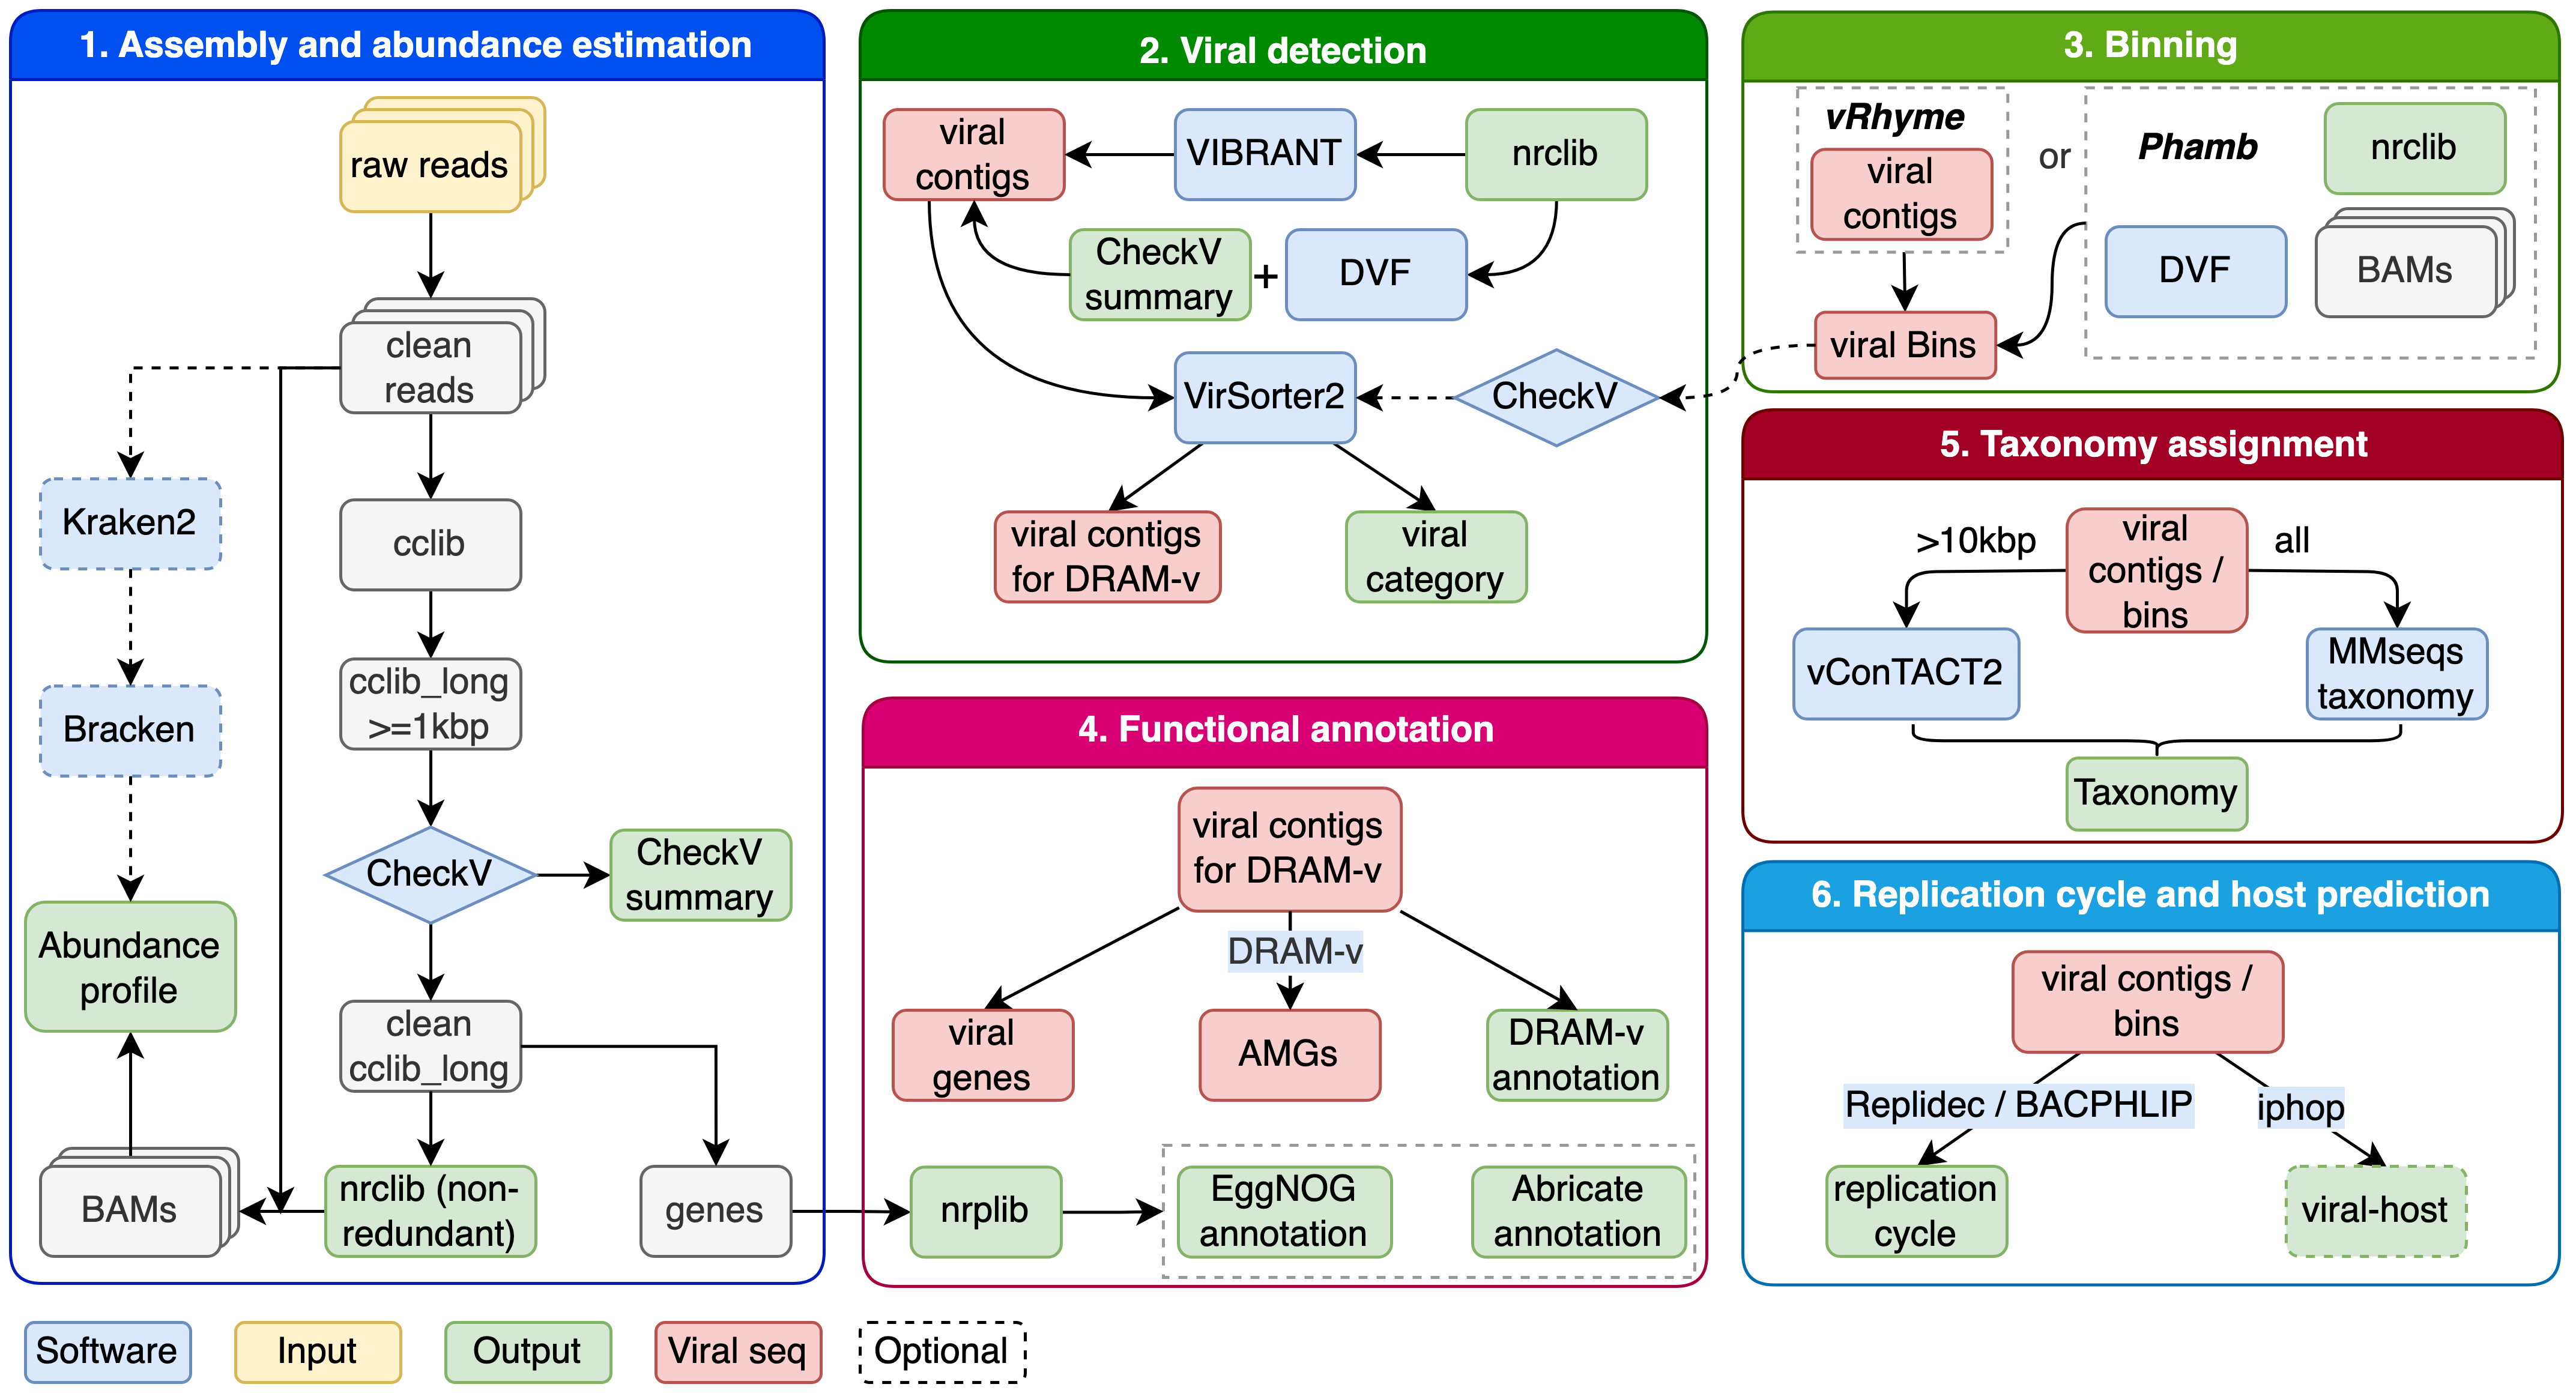 1. Assembly and abundance estimation
raw reads
clean
reads
Kraken2
cclib
cclib_long
>=1kbp
Bracken
CheckV
CheckV
summary
Abundance
profile
clean
cclib_long
BAMs
nrclib (non-
redundant)
genes
2. Viral detection
viral
contigs
VIBRANT
nrclib
CheckV
summary
+
DVF
VirSorter2
CheckV
viral contigs
for DRAM-v
viral
category
3. Binning
vRhyme
viral
contigs
or
Phamb
nrclib
DVF
BAMs
viral Bins
4. Functional annotation
viral contigs
for DRAM-v
DRAM-v
viral
genes
AMGs
DRAM-v
annotation
nrplib
EggNOG
annotation
Abricate
annotation
5. Taxonomy assignment
>10kbp
viral
contigs /
bins
all
vConTACT2
MMseqs
taxonomy
Taxonomy
6. Replication cycle and host prediction
viral contigs /
bins
Replidec / BACPHLIP
iphop
replication
cycle
viral-host
Software
Input
Output
Viral seq
Optional